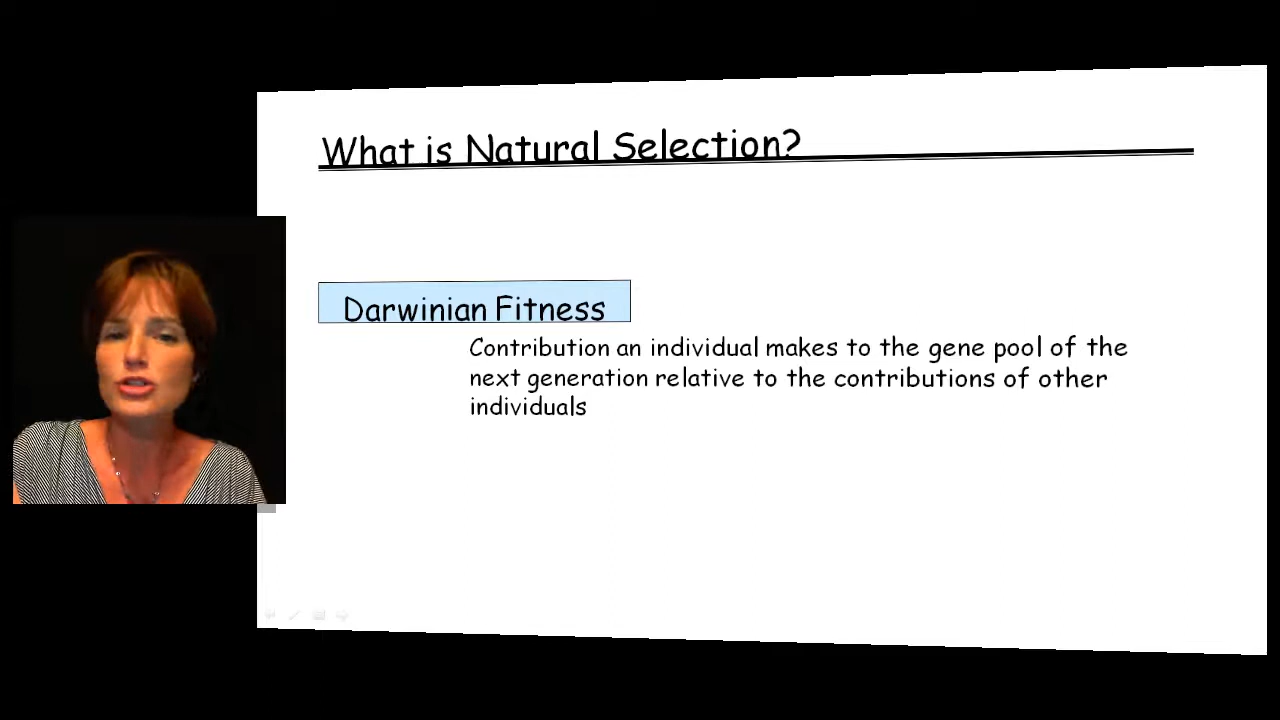 What is Natural Selection?
Darwinian Fitness
Contribution an individual makes to the gene pool of the
next generation relative to the contributions of other
individuals